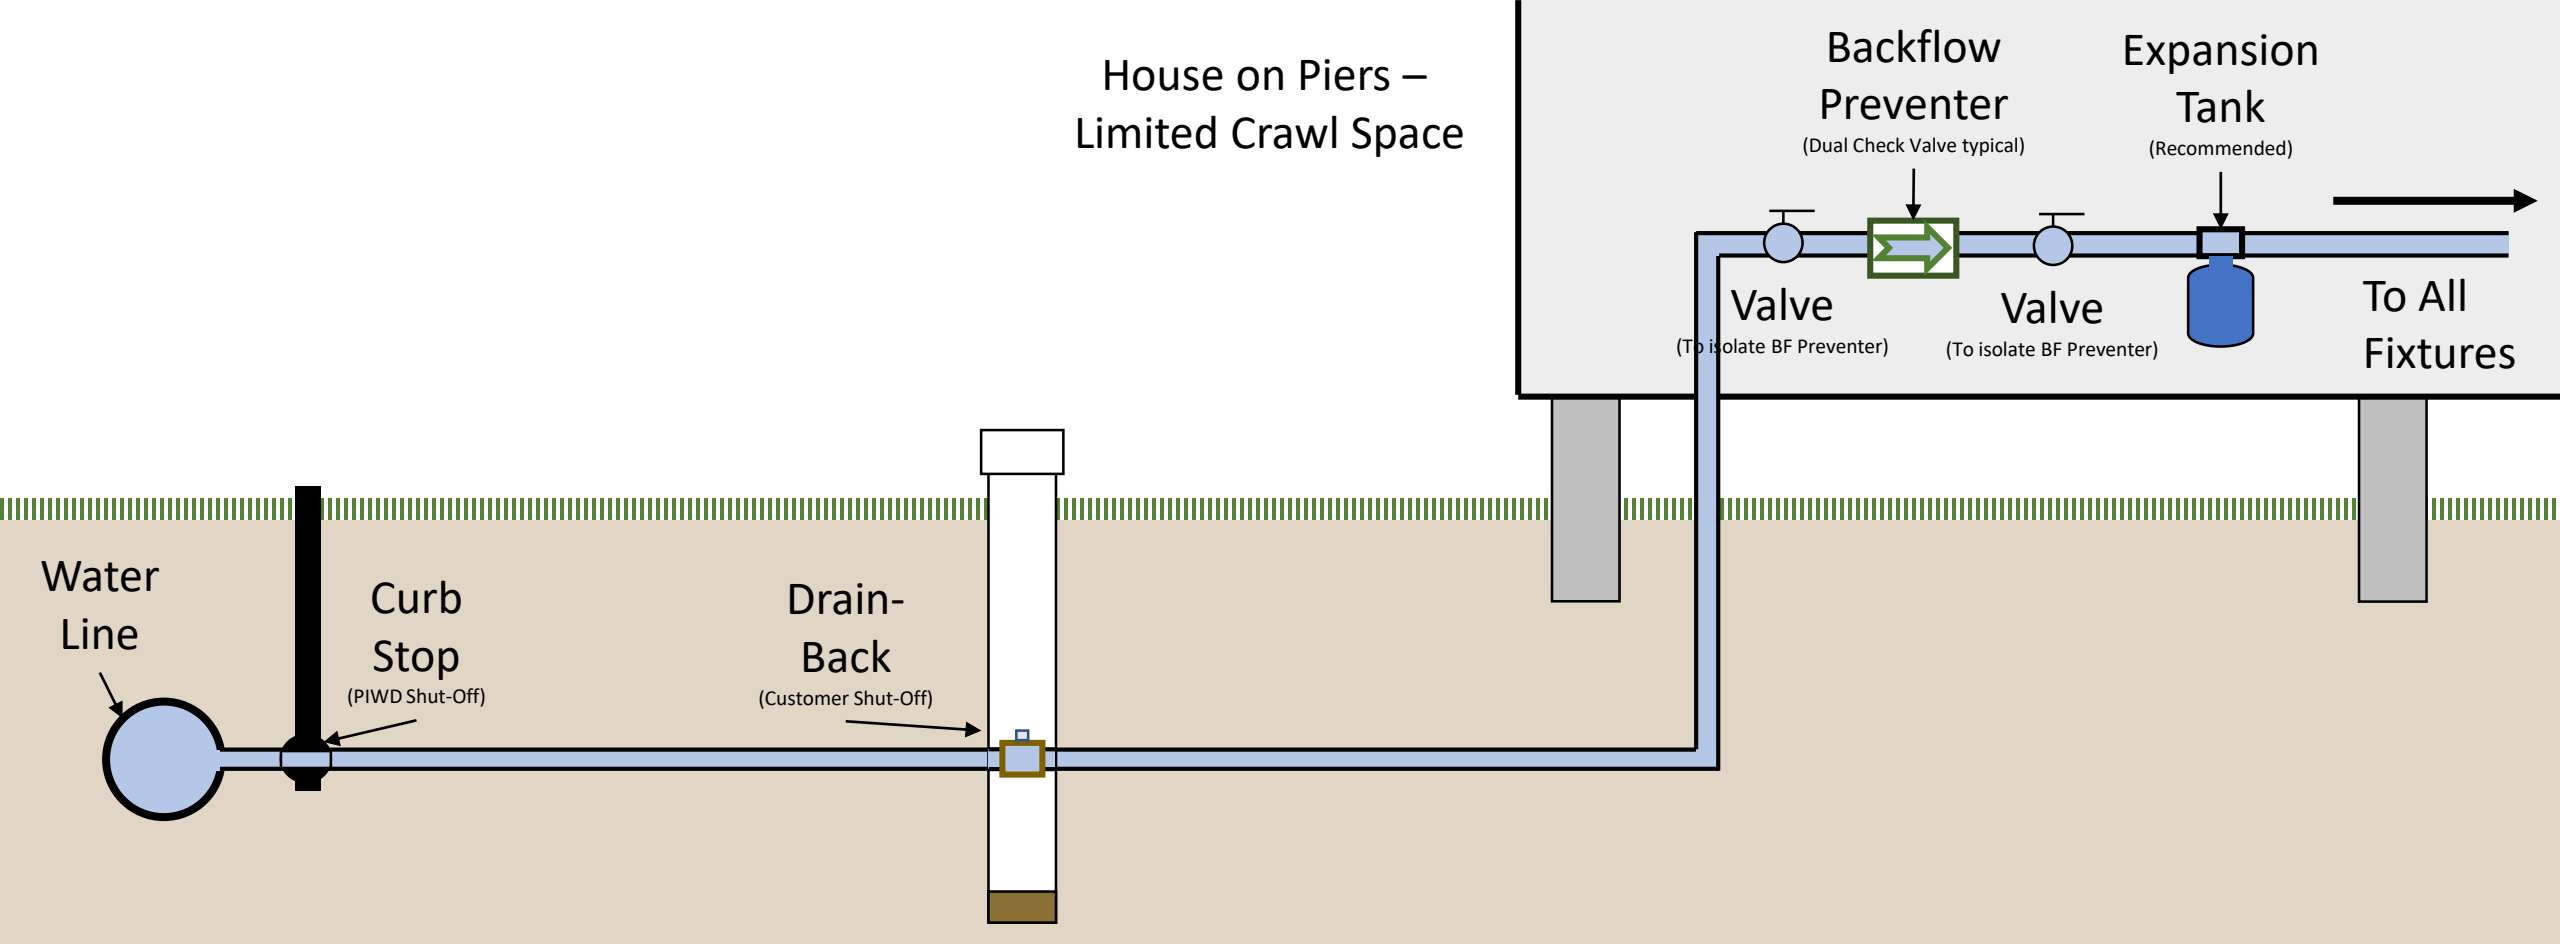 House on Piers –
Limited Crawl Space
Backflow
Preventer
(Dual Check Valve typical)
Expansion
Tank
(Recommended)
Valve
(To isolate BF Preventer)
Valve
(To isolate BF Preventer)
To All
Fixtures
Water
Line
Curb
Stop
(PIWD Shut-Off)
Drain-
Back
(Customer Shut-Off)